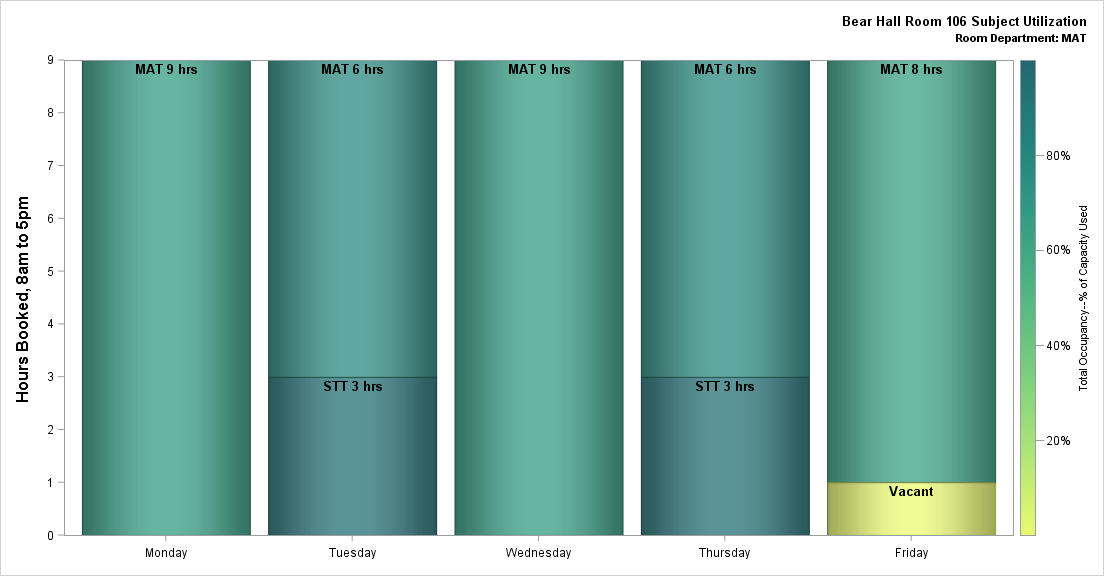 Bear Hall Room 106 Subject Utilization
Room Department: MAT
Hours Booked, 8am to 5pm
9
8
7
6
5
4
3
2
1
0
MAT 9 hrs
MAT 6 hrs
MAT 9 hrs
MAT 6 hrs
MAT 8 hrs
STT 3 hrs
STT 3 hrs
Vacant
Monday
Tuesday
Wednesday
Thursday
Friday
80%
60%
40%
20%
Total Occupancy--% of Capacity Used